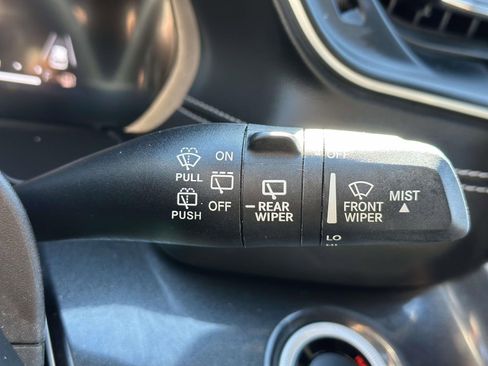 PULL
PUSH
ON
OFF
REAR
WIPER
OFF
FRONT
WIPER
LO
MIST